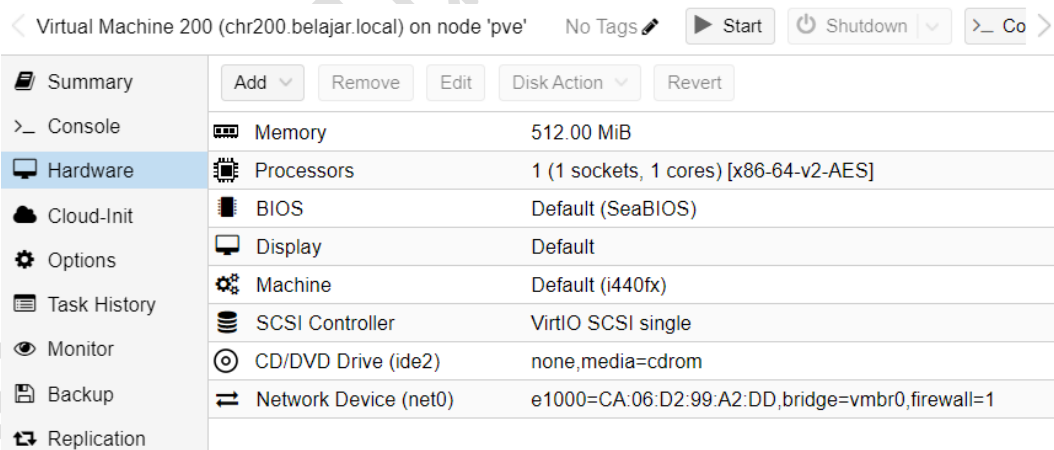 Virtual Machine 200 (chr200.belajar.local) on node 'pve' No Tags Start Shutdown >_ Co
Summary
Console
Hardware
Cloud-Init
Options
Task History
Monitor
Backup
Replication
Add Remove Edit Disk Action Revert
Memory 512.00 MiB
Processors 1 (1 sockets, 1 cores) [x86-64-v2-AES]
BIOS Default (SeaBIOS)
Display Default
Machine Default (i440fx)
SCSI Controller VirtIO SCSI single
CD/DVD Drive (ide2) none,media=cdrom
Network Device (net0) e1000=CA:06:D2:99:A2:DD,bridge=vmbr0,firewall=1